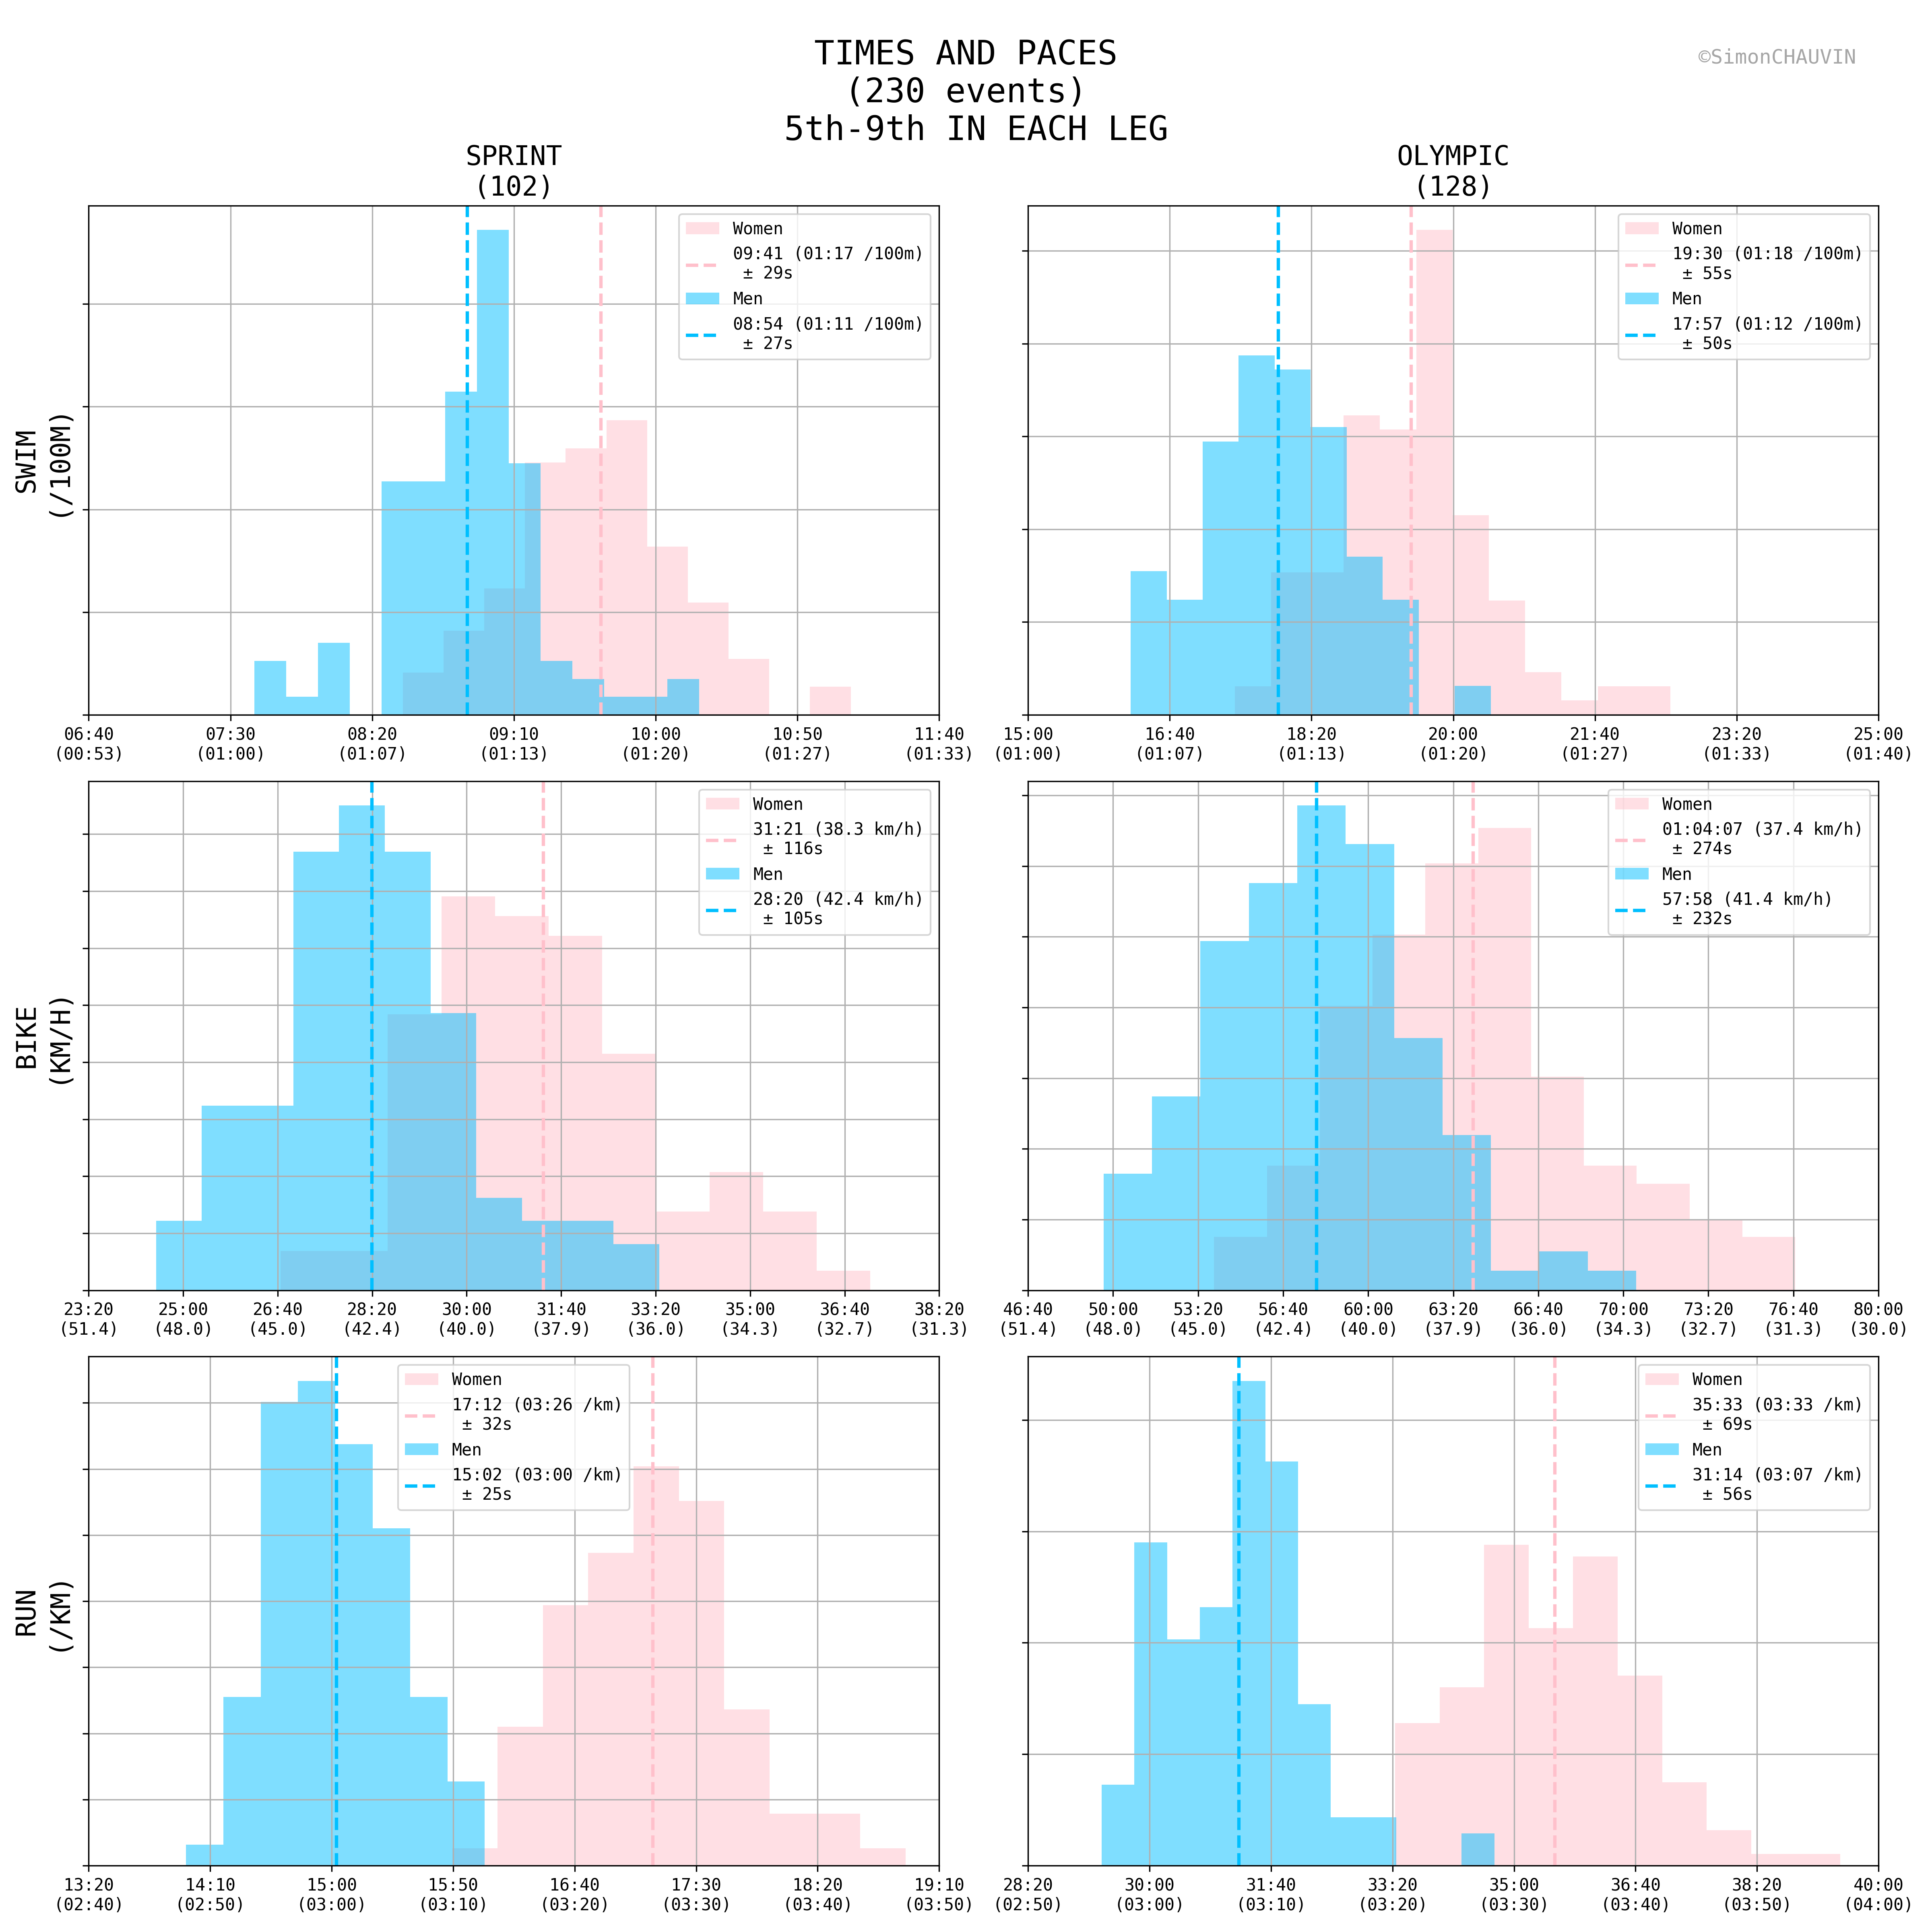 TIMES AND PACES
(230 events)
5th-9th IN EACH LEG
©SimonCHAUVIN
SPRINT
(102)
OLYMPIC
(128)
SWIM
(/100M)
Women
09:41 (01:17 /100m)
± 29s
Men
08:54 (01:11 /100m)
± 27s
06:40 07:30 08:20 09:10 10:00 10:50 11:40
(00:53) (01:00) (01:07) (01:13) (01:20) (01:27) (01:33)
Women
19:30 (01:18 /100m)
± 55s
Men
17:57 (01:12 /100m)
± 50s
15:00 16:40 18:20 20:00 21:40 23:20 25:00
(01:00) (01:07) (01:13) (01:20) (01:27) (01:33) (01:40)
BIKE
(KM/H)
Women
31:21 (38.3 km/h)
± 116s
Men
28:20 (42.4 km/h)
± 105s
23:20 25:00 26:40 28:20 30:00 31:40 33:20 35:00 36:40 38:20
(51.4) (48.0) (45.0) (42.4) (40.0) (37.9) (36.0) (34.3) (32.7) (31.3)
Women
01:04:07 (37.4 km/h)
± 274s
Men
57:58 (41.4 km/h)
± 232s
46:40 50:00 53:20 56:40 60:00 63:20 66:40 70:00 73:20 76:40 80:00
(51.4) (48.0) (45.0) (42.4) (40.0) (37.9) (36.0) (34.3) (32.7) (31.3) (30.0)
RUN
(/KM)
Women
17:12 (03:26 /km)
± 32s
Men
15:02 (03:00 /km)
± 25s
13:20 14:10 15:00 15:50 16:40 17:30 18:20 19:10
(02:40) (02:50) (03:00) (03:10) (03:20) (03:30) (03:40) (03:50)
Women
35:33 (03:33 /km)
± 69s
Men
31:14 (03:07 /km)
± 56s
28:20 30:00 31:40 33:20 35:00 36:40 38:20 40:00
(02:50) (03:00) (03:10) (03:20) (03:30) (03:40) (03:50) (04:00)